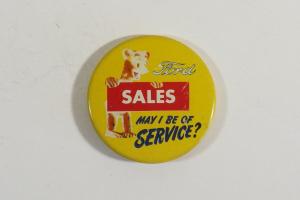 Ford
SALES
MAY I BE OF
SERVICE?